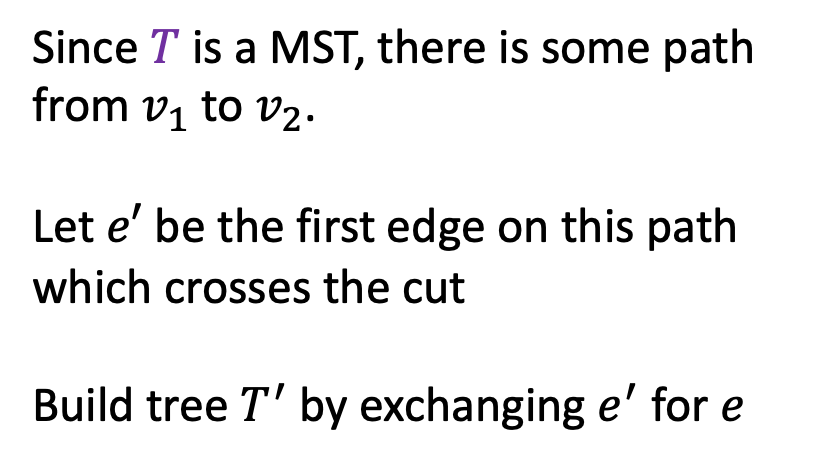 Since T is a MST, there is some path
from v₁ to v₂.
Let e′ be the first edge on this path
which crosses the cut
Build tree T′ by exchanging e′ for e